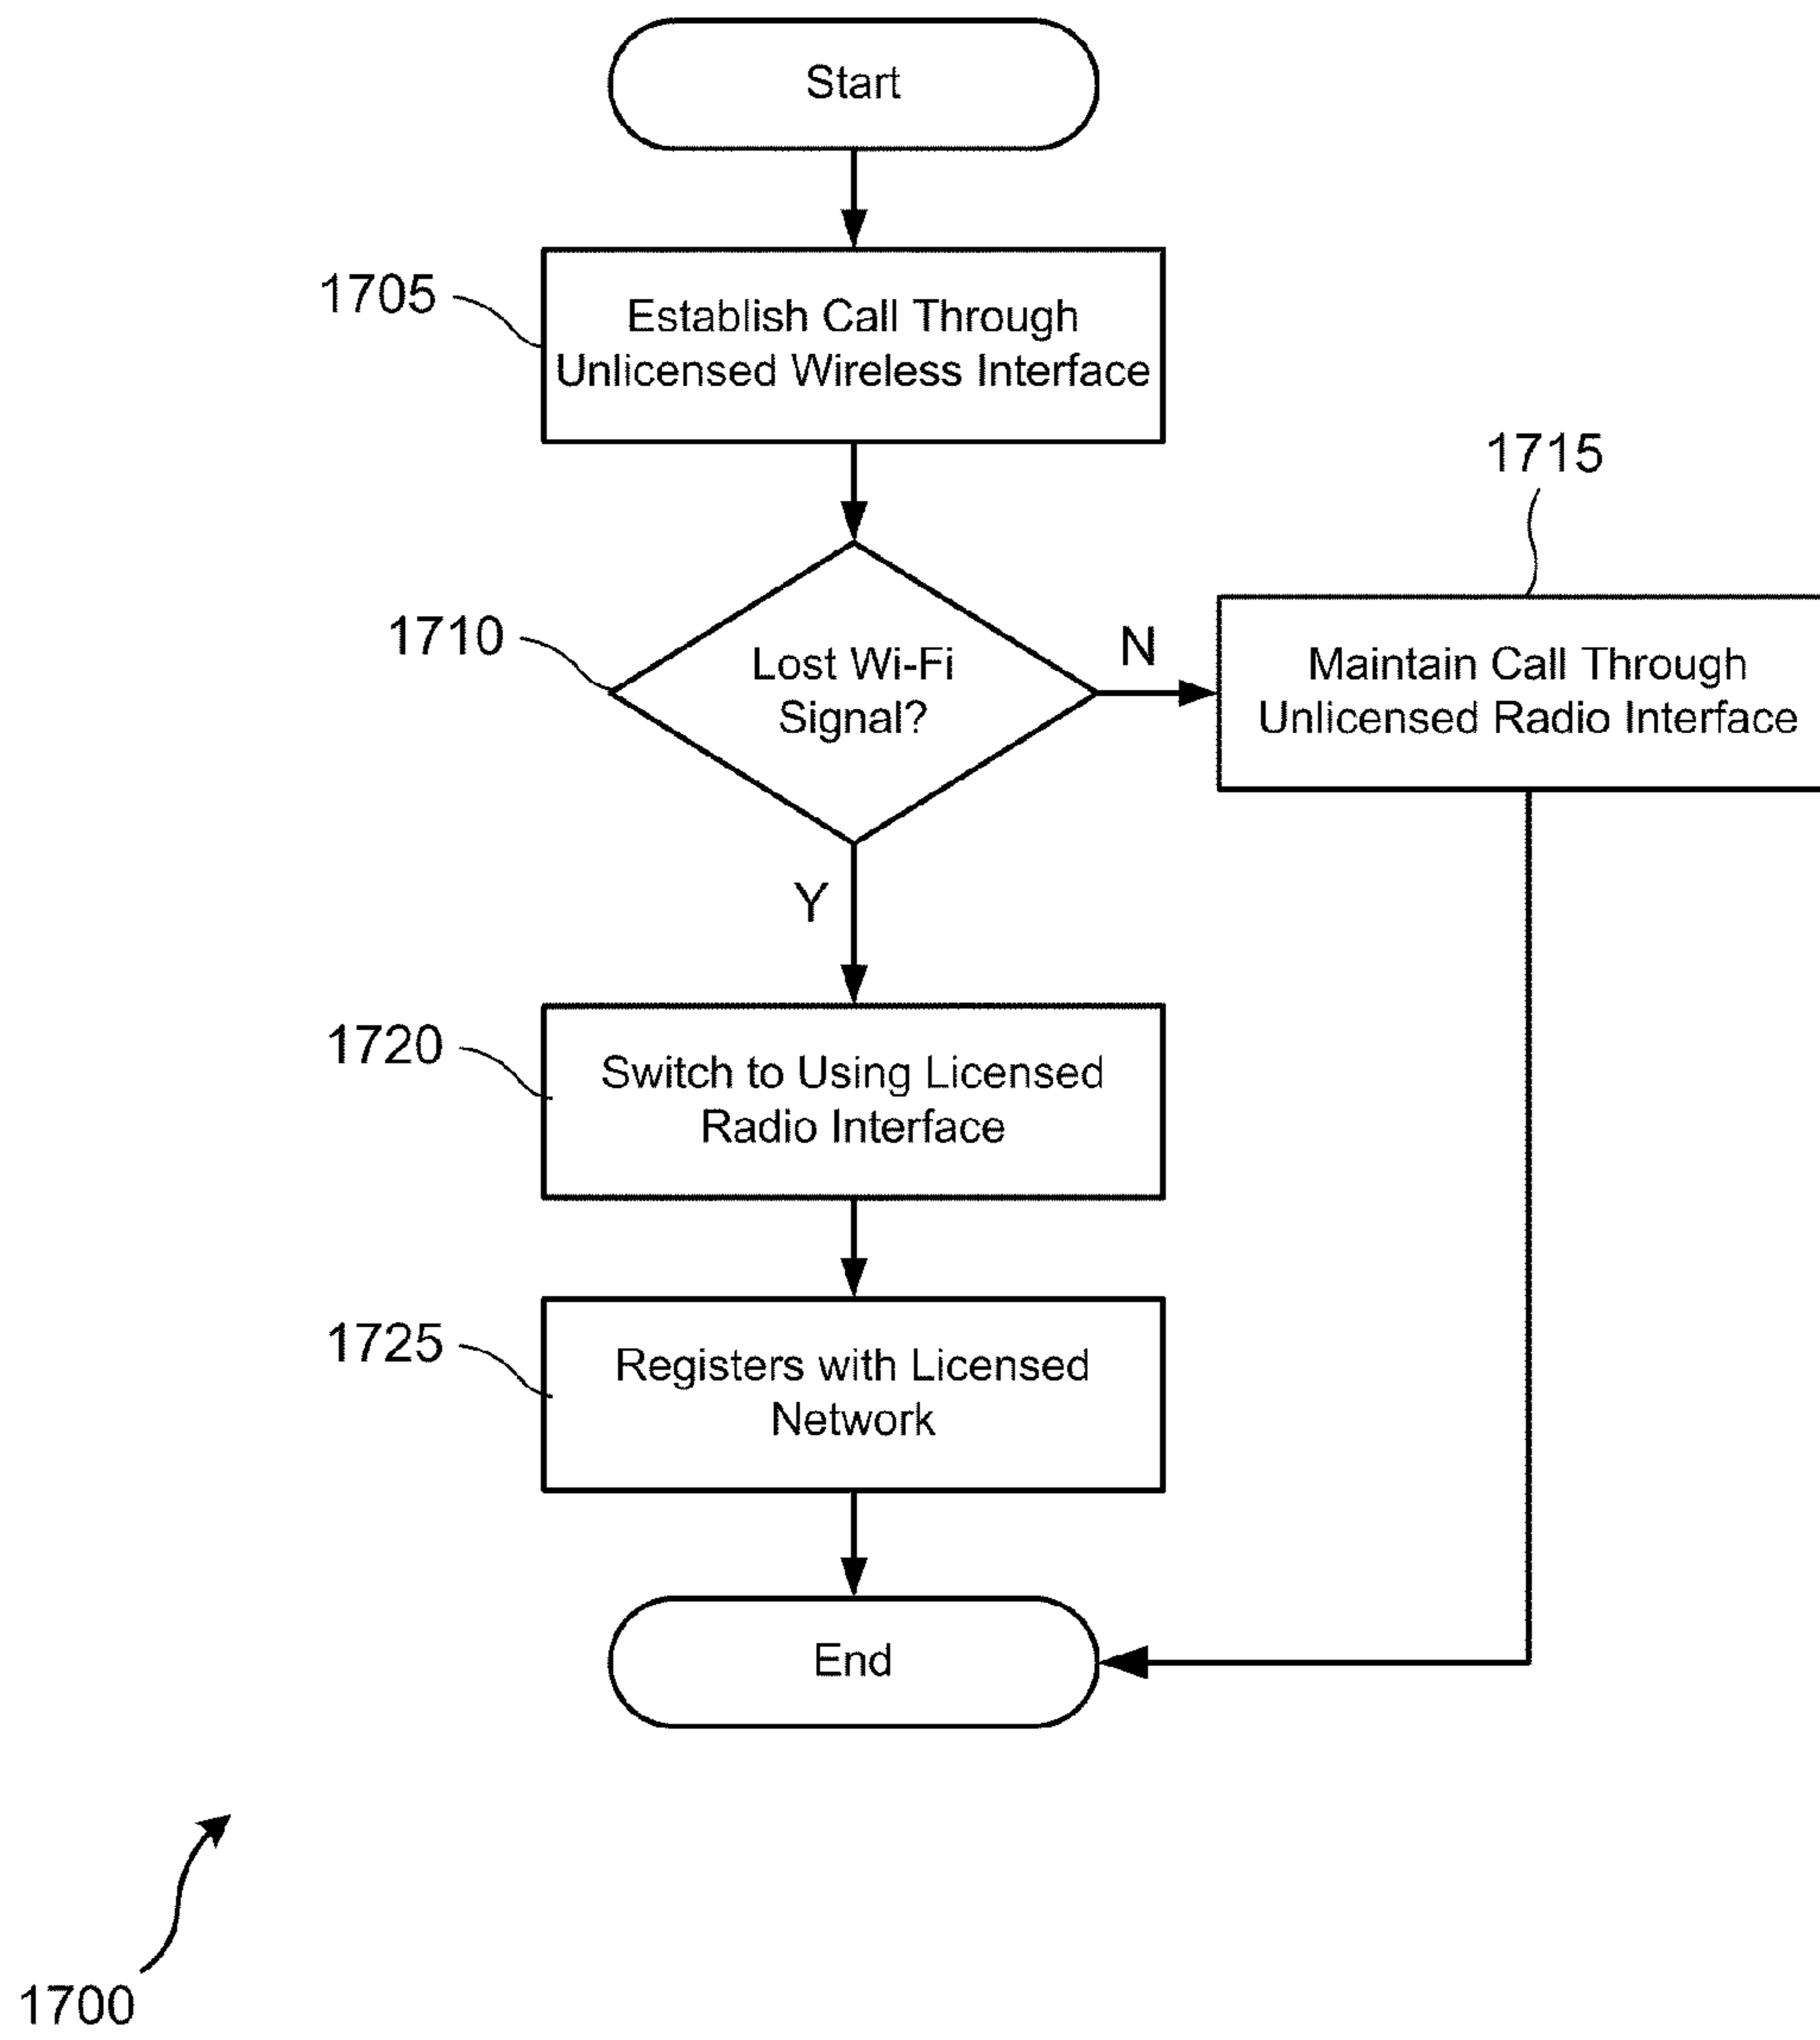 Start
1705
Establish Call Through
Unlicensed Wireless Interface
1715
1710
Lost Wi-Fi
Signal?
N
Maintain Call Through
Unlicensed Radio Interface
Y
1720
Switch to Using Licensed
Radio Interface
1725
Registers with Licensed
Network
End
1700